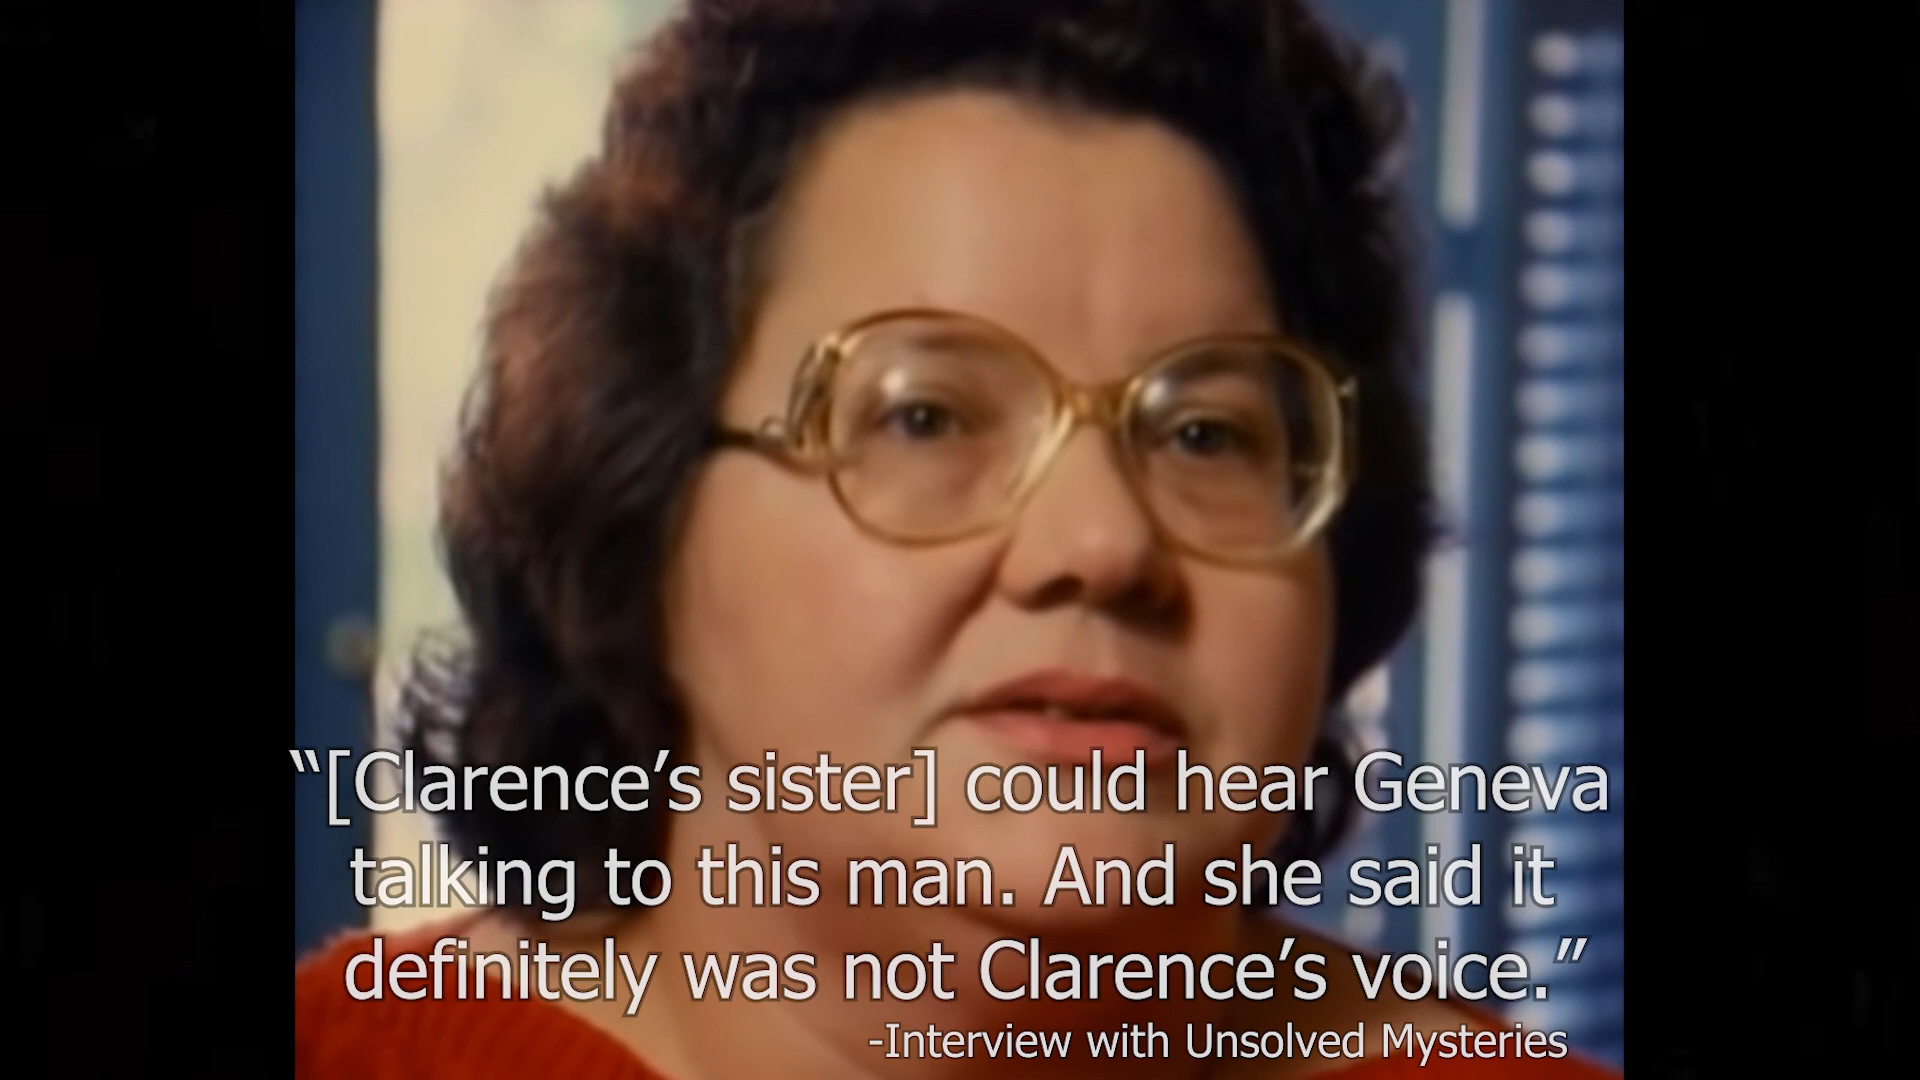 “[Clarence’s sister] could hear Geneva
talking to this man. And she said it
definitely was not Clarence’s voice.”
-Interview with Unsolved Mysteries